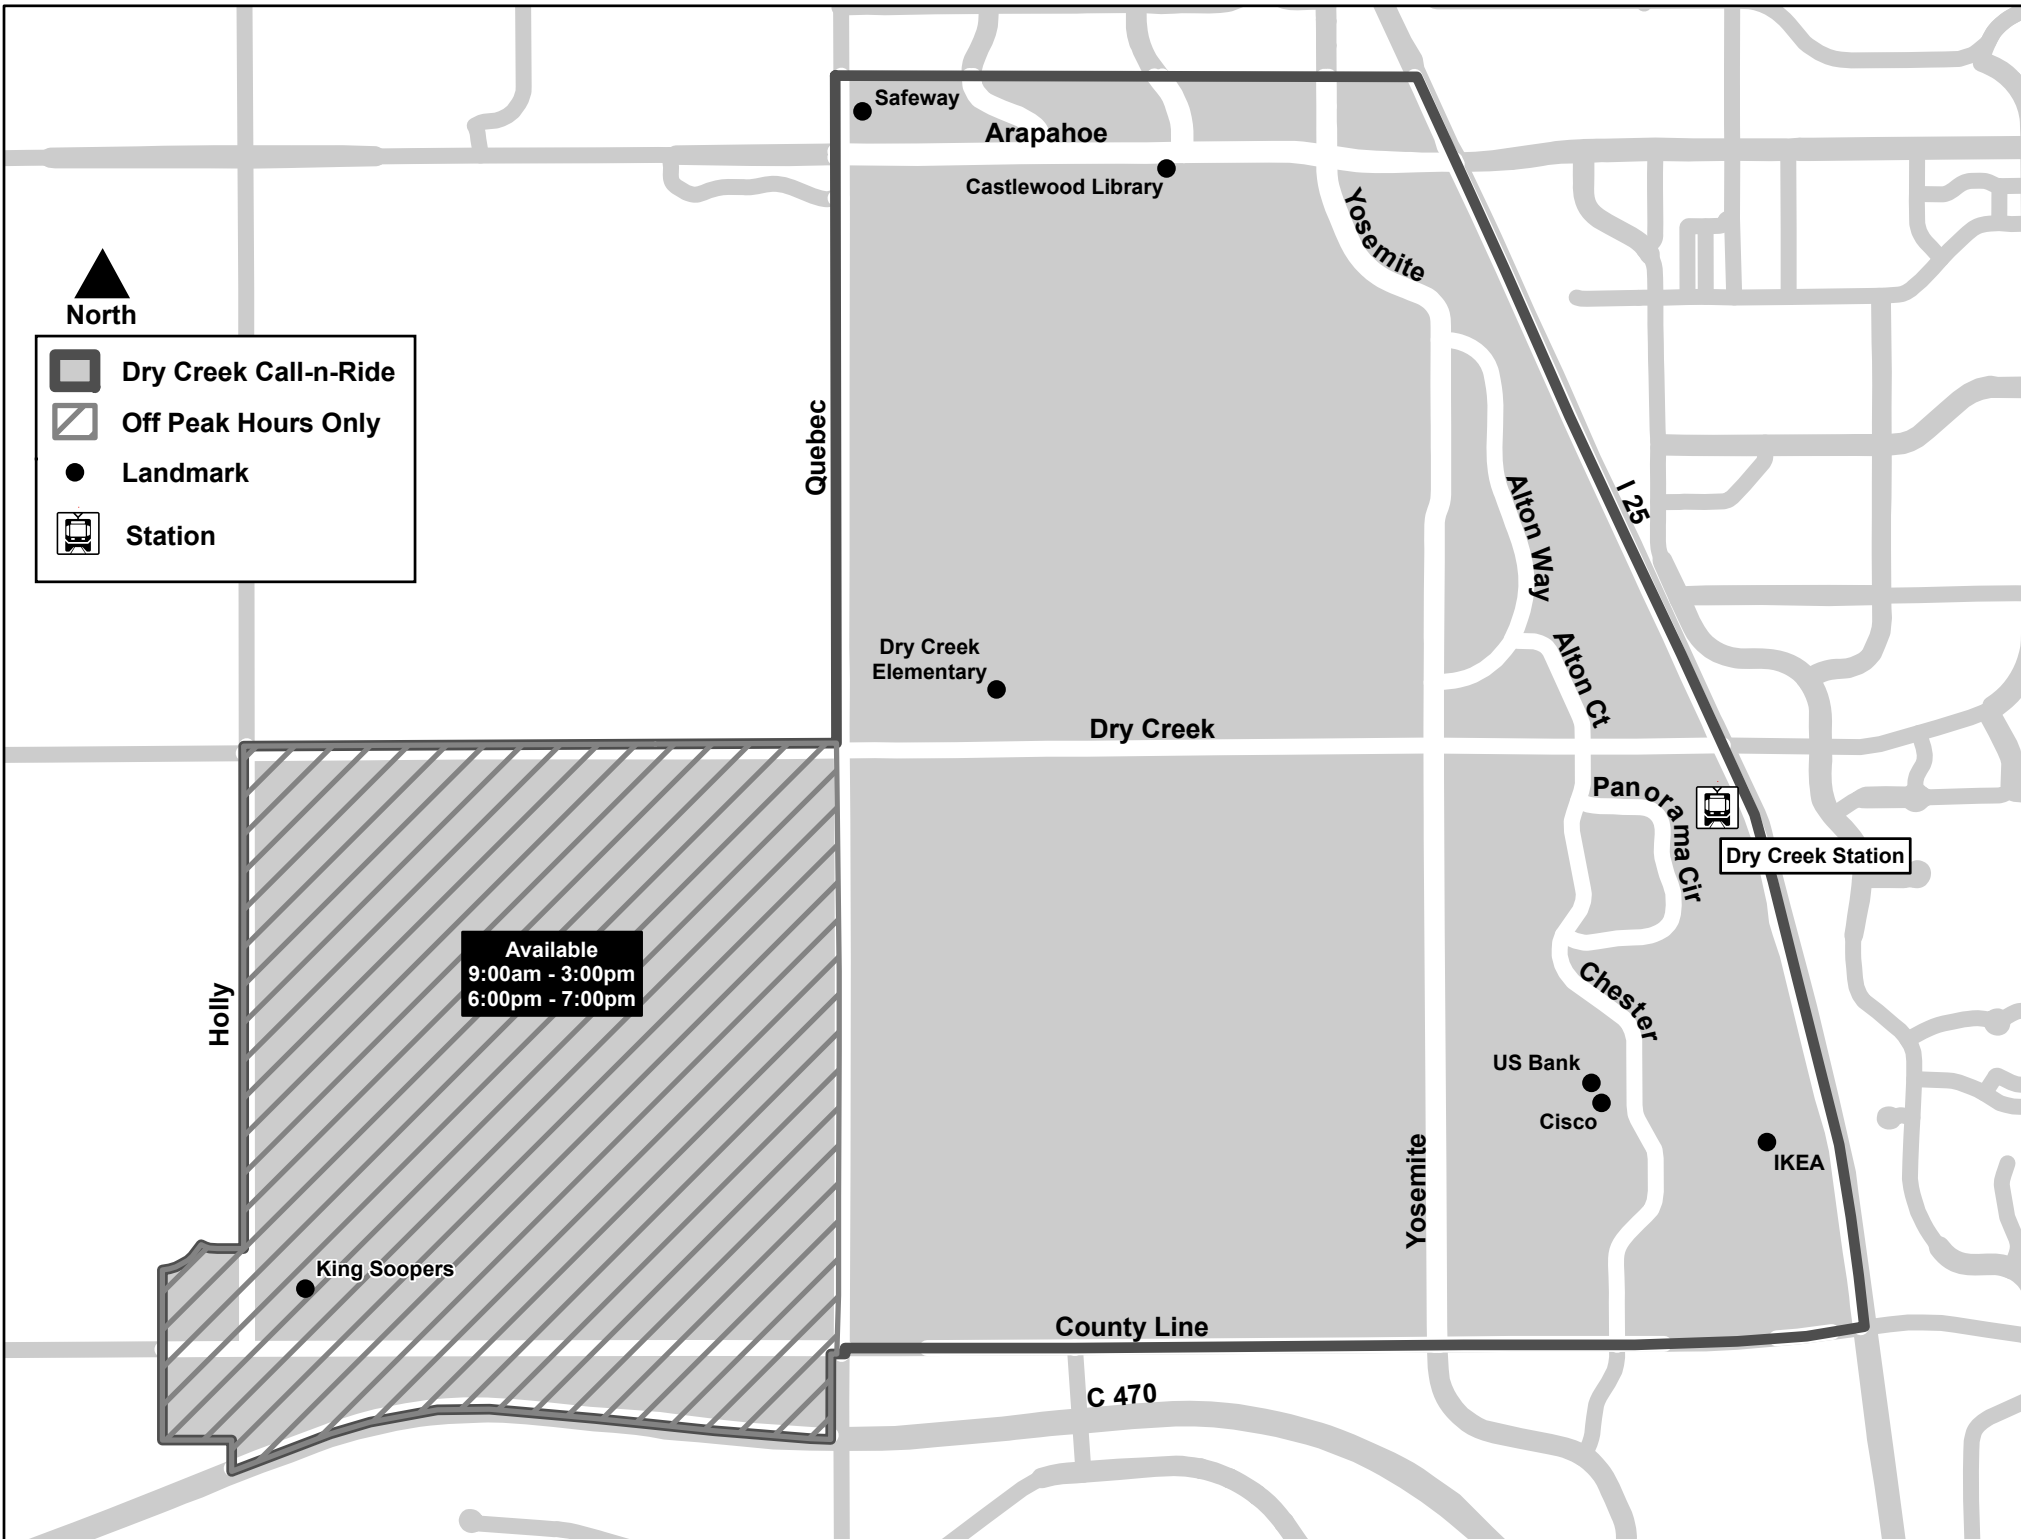 Safeway
Arapahoe
Castlewood Library
Yosemite
North
Dry Creek Call-n-Ride
Off Peak Hours Only
Landmark
Station
Quebec
I 25
Alton Way
Alton Ct
Dry Creek
Elementary
Dry Creek
Panorama Cir
Dry Creek Station
Available
9:00am - 3:00pm
6:00pm - 7:00pm
Holly
Chester
US Bank
Cisco
IKEA
Yosemite
King Soopers
County Line
C 470